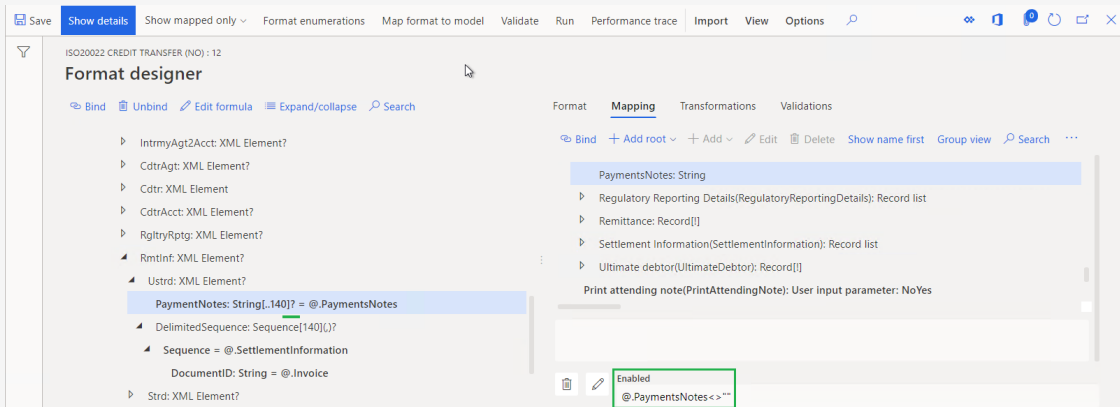 Save Show details Show mapped only Format enumerations Map format to model Validate Run Performance trace Import View Options 0
ISO20022 CREDIT TRANSFER (NO) : 12
Format designer
Bind Unbind Edit formula Expand/collapse Search
IntrmyAgt2Acct: XML Element?
CdtrAgt: XML Element?
Cdtr: XML Element
CdtrAcct: XML Element?
RgltryRptg: XML Element?
RmtInf: XML Element?
Ustrd: XML Element?
PaymentNotes: String[..140]? = @.PaymentsNotes
DelimitedSequence: Sequence[140](,)?
Sequence = @.SettlementInformation
DocumentID: String = @.Invoice
Strd: XML Element?
Format Mapping Transformations Validations
Bind Add root Add Edit Delete Show name first Group view Search ...
PaymentsNotes: String
Regulatory Reporting Details(RegulatoryReportingDetails): Record list
Remittance: Record[!]
Settlement Information(SettlementInformation): Record list
Ultimate debtor(UltimateDebtor): Record[!]
Print attending note(PrintAttendingNote): User input parameter: NoYes
Enabled
@.PaymentsNotes<>""